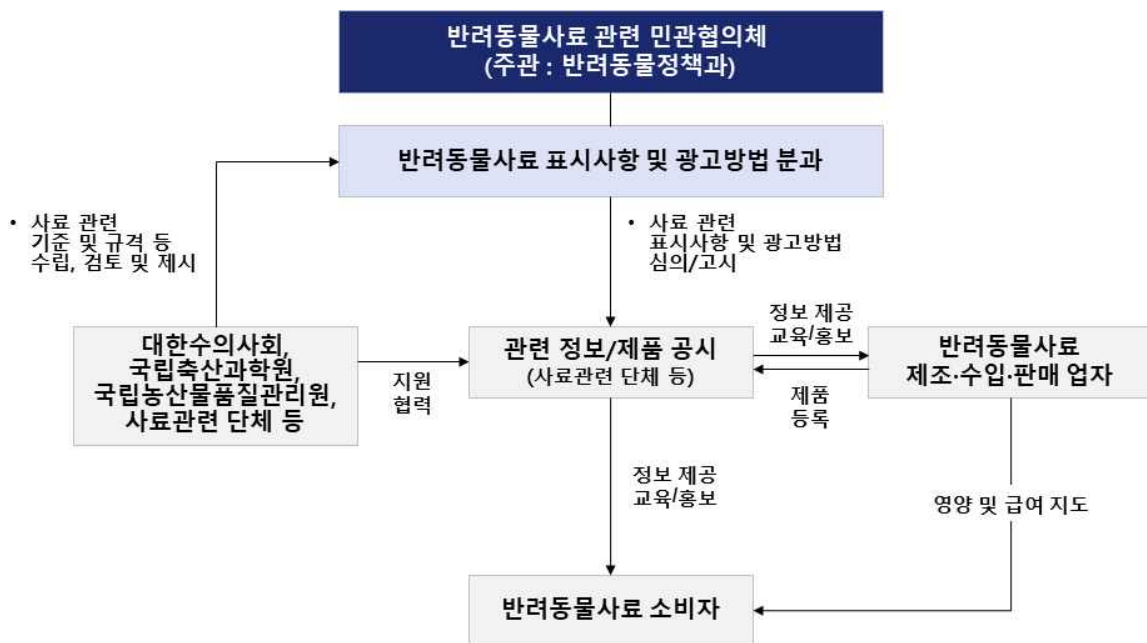 반려동물사료 관련 민관협의체
(주관 : 반려동물정책과)
반려동물사료 표시사항 및 광고방법 분과
• 사료 관련
기준 및 규격 등
수립, 검토 및 제시
• 사료 관련
표시사항 및 광고방법
심의/고시
대한수의사회,
국립축산과학원,
국립농산물품질관리원,
사료관련 단체 등
지원
협력
관련 정보/제품 공시
(사료관련 단체 등)
정보 제공
교육/홍보
제품
등록
반려동물사료
제조·수입·판매 업자
정보 제공
교육/홍보
영양 및 급여 지도
반려동물사료 소비자